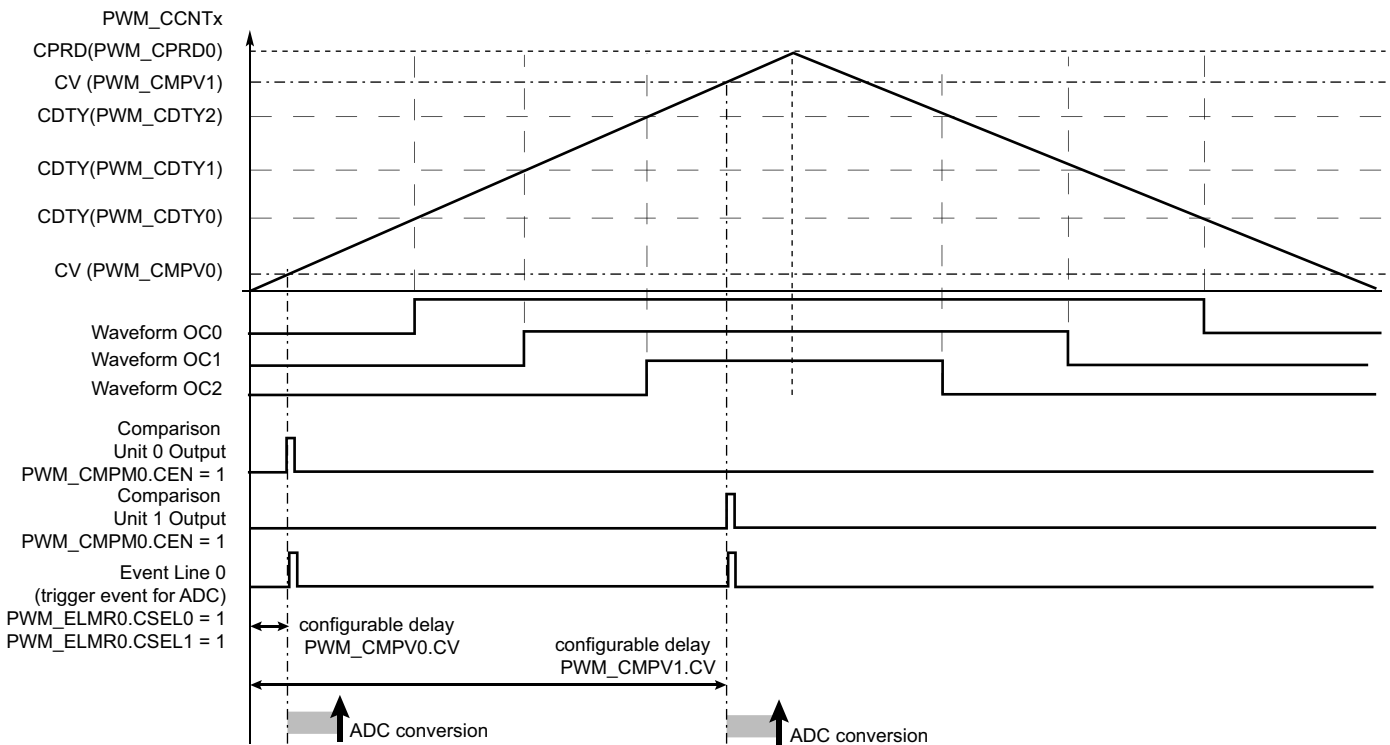 PWM_CCNTx
CPRD(PWM_CPRD0)
CV (PWM_CMPV1)
CDTY(PWM_CDTY2)
CDTY(PWM_CDTY1)
CDTY(PWM_CDTY0)
CV (PWM_CMPV0)
Waveform OC0
Waveform OC1
Waveform OC2
Comparison
Unit 0 Output
PWM_CMPM0.CEN = 1
Comparison
Unit 1 Output
PWM_CMPM0.CEN = 1
Event Line 0
(trigger event for ADC)
PWM_ELMR0.CSEL0 = 1
PWM_ELMR0.CSEL1 = 1
configurable delay
PWM_CMPV0.CV
configurable delay
PWM_CMPV1.CV
ADC conversion
ADC conversion